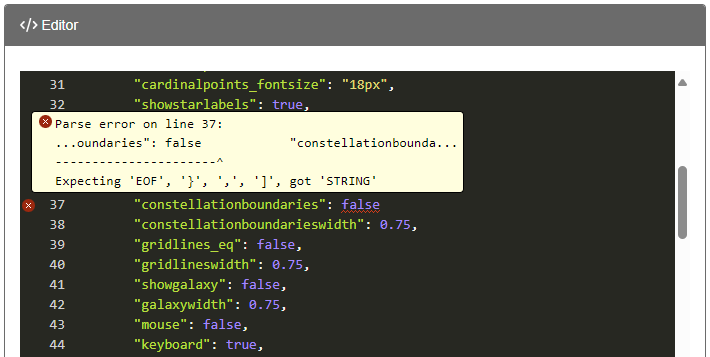 </> Editor
31 "cardinalpoints_fontsize": "18px",
32 "showstarlabels": true,
Parse error on line 37:
...oundaries": false "constellationbounda...
---------------------^
Expecting 'EOF', '}', ',', ']', got 'STRING'
37 "constellationboundaries": false
38 "constellationboundarieswidth": 0.75,
39 "gridlines_eq": false,
40 "gridlineswidth": 0.75,
41 "showgalaxy": false,
42 "galaxywidth": 0.75,
43 "mouse": false,
44 "keyboard": true,